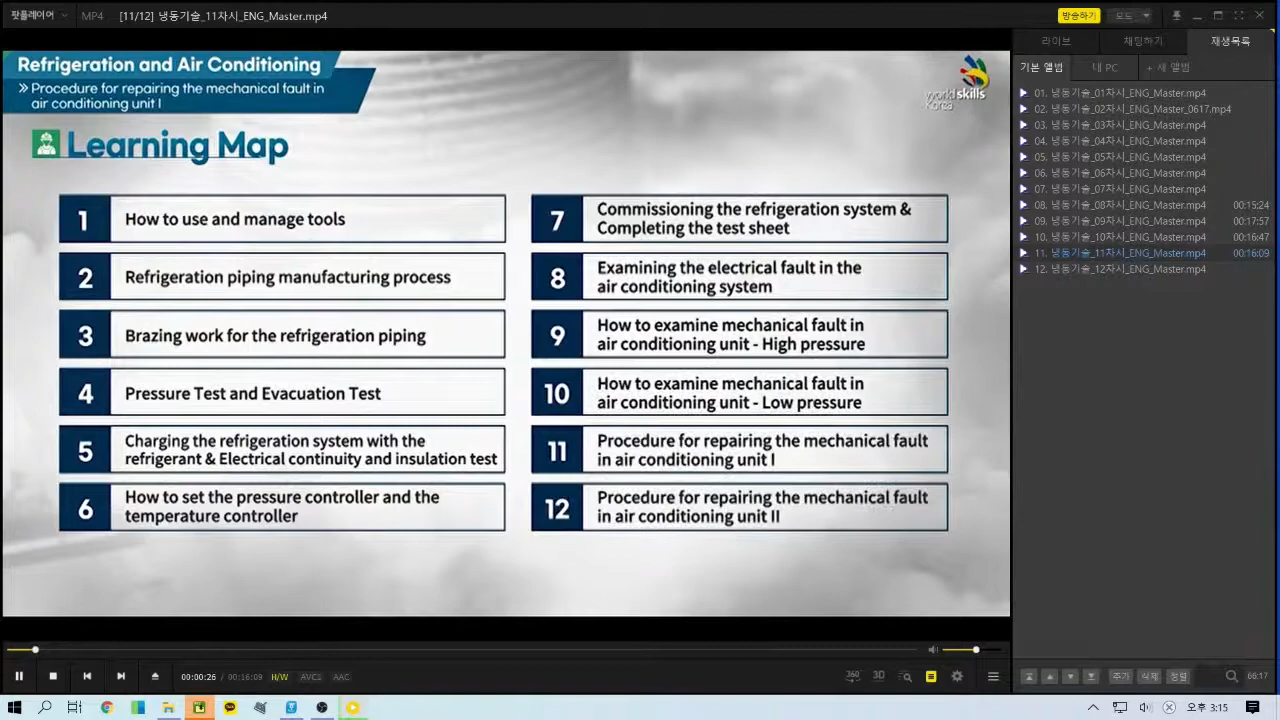 팟플레이어
MP4
[11/12] 냉동기술_11차시_ENG_Master.mp4
방송하기
모드
라이브
채팅하기
재생목록
기본 앨범
내 PC
+ 새 앨범
Refrigeration and Air Conditioning
Procedure for repairing the mechanical fault in
air conditioning unit I
worldskills
Korea
Learning Map
1
How to use and manage tools
2
Refrigeration piping manufacturing process
3
Brazing work for the refrigeration piping
4
Pressure Test and Evacuation Test
5
Charging the refrigeration system with the
refrigerant & Electrical continuity and insulation test
6
How to set the pressure controller and the
temperature controller
7
Commissioning the refrigeration system &
Completing the test sheet
8
Examining the electrical fault in the
air conditioning system
9
How to examine mechanical fault in
air conditioning unit - High pressure
10
How to examine mechanical fault in
air conditioning unit - Low pressure
11
Procedure for repairing the mechanical fault
in air conditioning unit I
12
Procedure for repairing the mechanical fault
in air conditioning unit II
01. 냉동기술_01차시_ENG_Master.mp4
02. 냉동기술_02차시_ENG_Master_0617.mp4
03. 냉동기술_03차시_ENG_Master.mp4
04. 냉동기술_04차시_ENG_Master.mp4
05. 냉동기술_05차시_ENG_Master.mp4
06. 냉동기술_06차시_ENG_Master.mp4
07. 냉동기술_07차시_ENG_Master.mp4
08. 냉동기술_08차시_ENG_Master.mp4 00:15:24
09. 냉동기술_09차시_ENG_Master.mp4 00:17:57
10. 냉동기술_10차시_ENG_Master.mp4 00:16:47
11. 냉동기술_11차시_ENG_Master.mp4 00:16:09
12. 냉동기술_12차시_ENG_Master.mp4
00:00:26 / 00:16:09 H/W AVC1 AAC
360° 3D
추가 삭제 정렬
66:17
오후 3:15